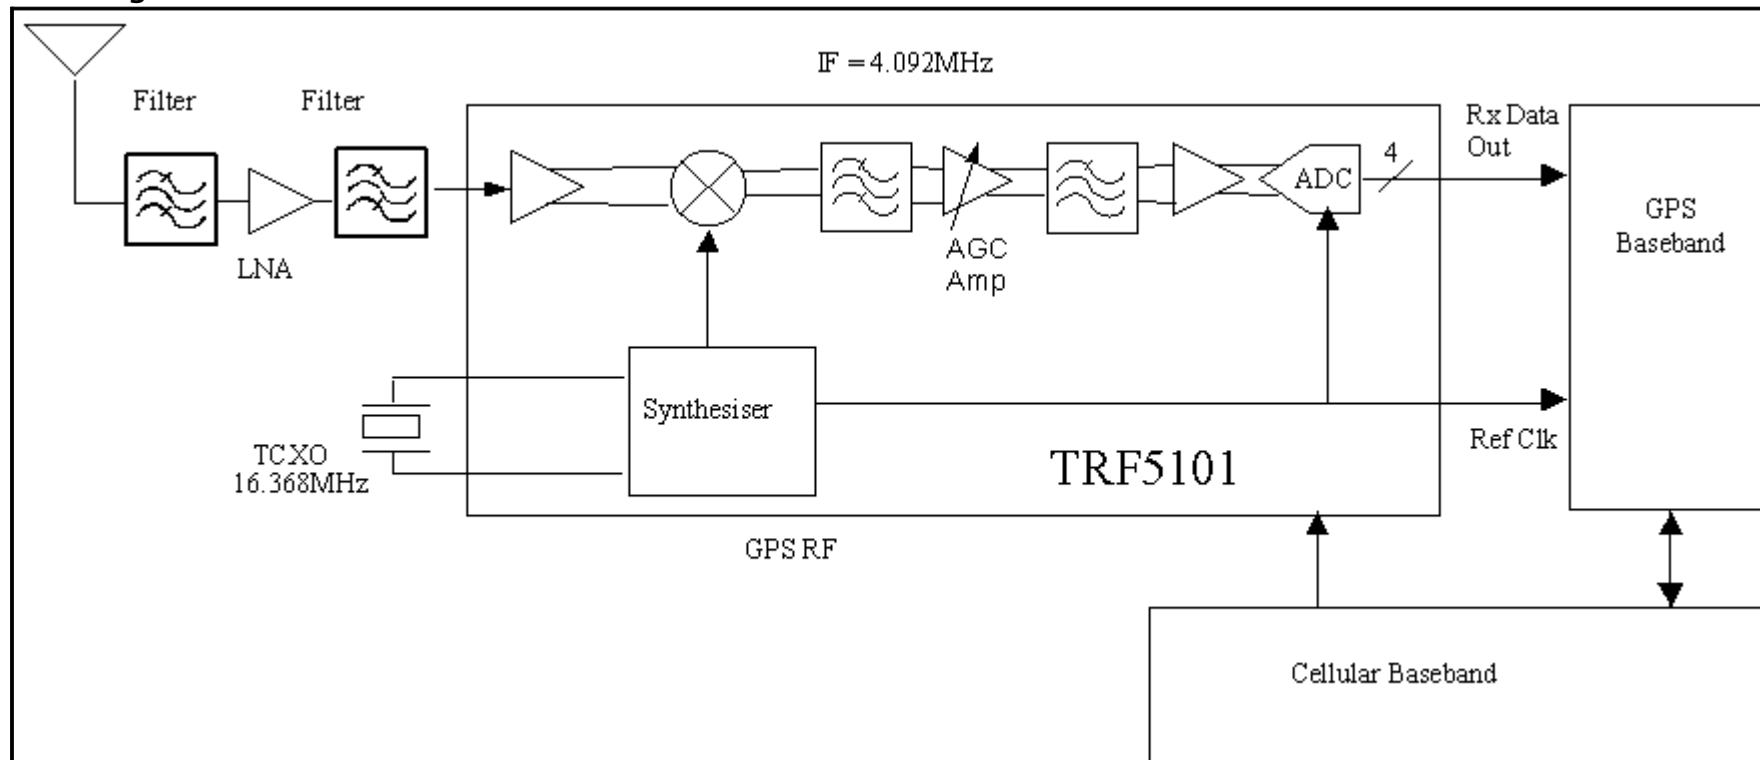 IF = 4.092MHz
Filter
Filter
Rx Data
Out
4
ADC
GPS
Baseband
LNA
AGC
Amp
Synthesiser
TCXO
16.368MHz
Ref Clk
TRF5101
GPS RF
Cellular Baseband